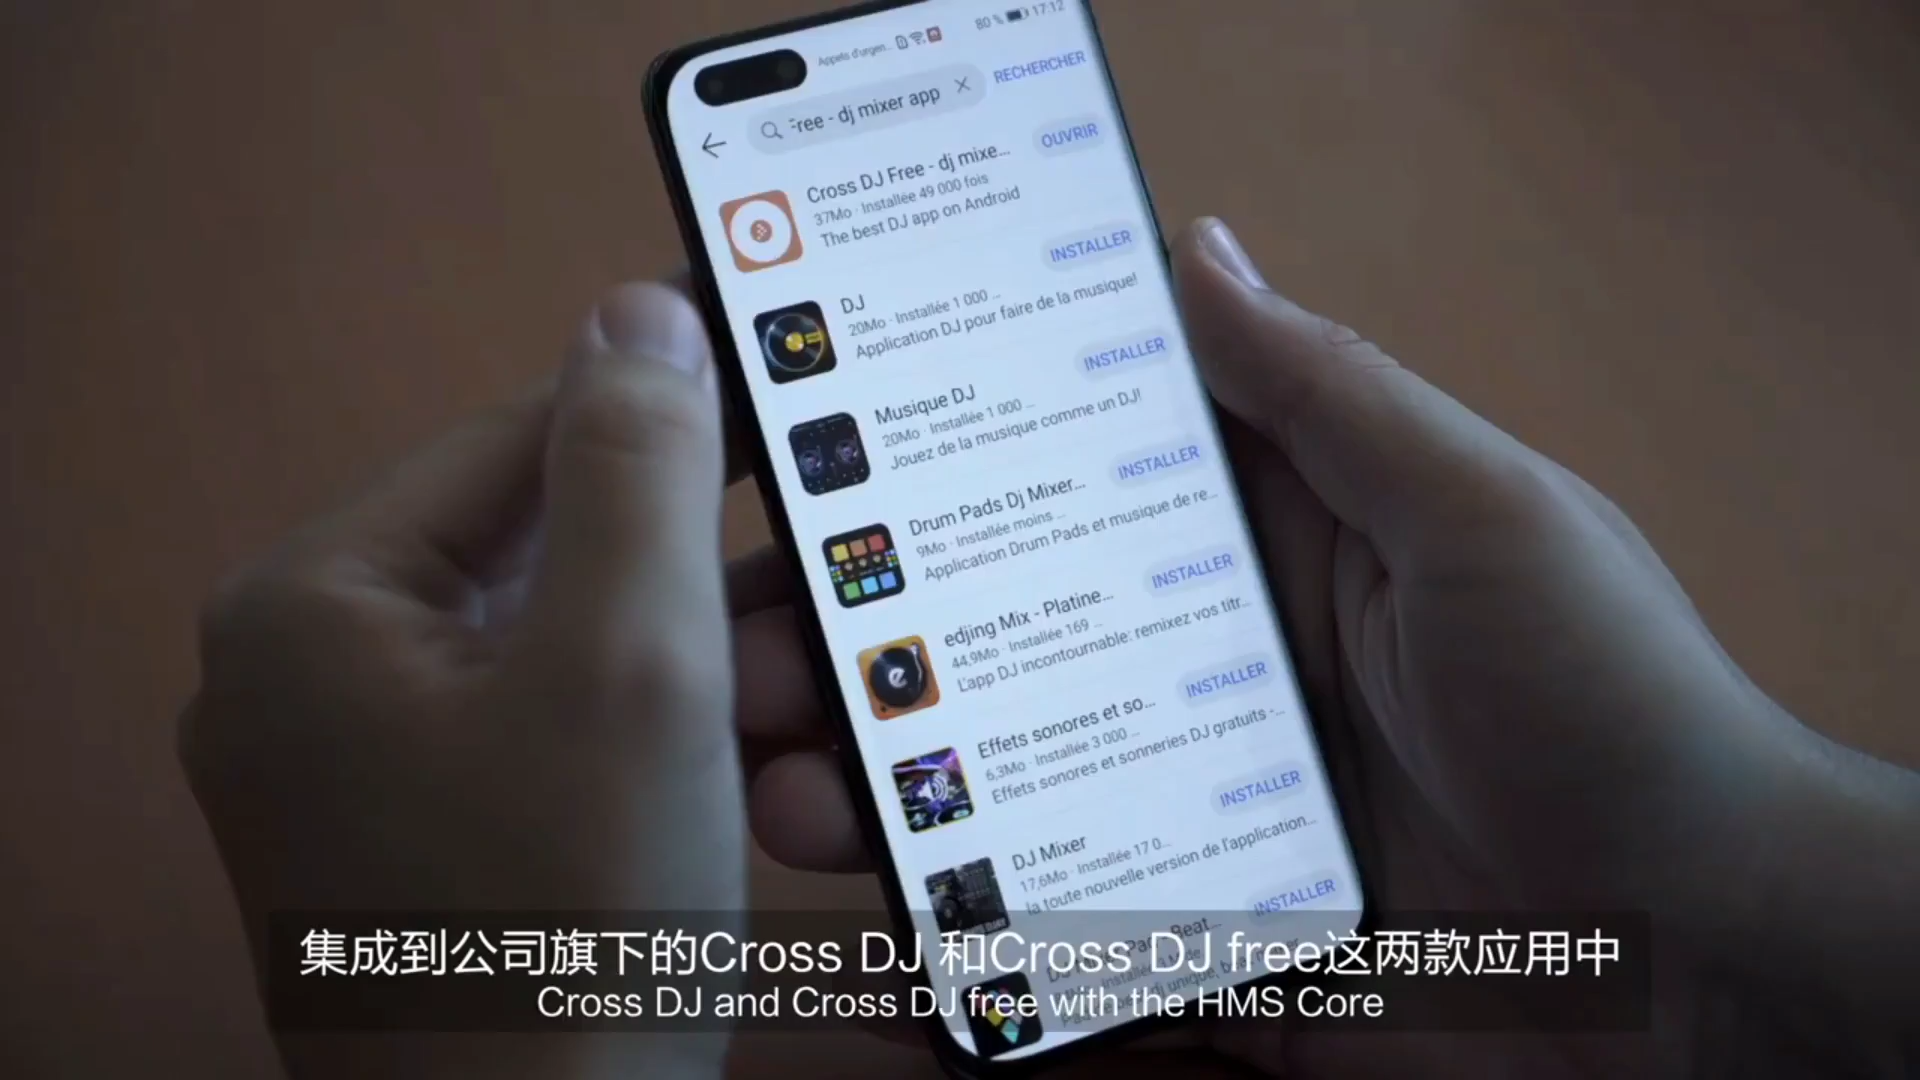 Appels d'urgen... 80 % 17:12
Free - dj mixer app RECHERCHER
Cross DJ Free - dj mixe... OUVRIR
37Mo · Installée 49 000 fois
The best DJ app on Android
DJ INSTALLER
20Mo · Installée 1 000 ...
Application DJ pour faire de la musique!
Musique DJ INSTALLER
20Mo · Installée 1 000 ...
Jouez de la musique comme un DJ!
Drum Pads Dj Mixer... INSTALLER
9Mo · Installée moins ...
Application Drum Pads et musique de re...
edjing Mix - Platine... INSTALLER
44,9Mo · Installée 169 ...
L'app DJ incontournable: remixez vos titr...
Effets sonores et so... INSTALLER
6,3Mo · Installée 3 000 ...
Effets sonores et sonneries DJ gratuits -...
DJ Mixer INSTALLER
17,6Mo · Installée 17 0...
la toute nouvelle version de l'application...
INSTALLER
集成到公司旗下的Cross DJ 和Cross DJ free这两款应用中
Cross DJ and Cross DJ free with the HMS Core